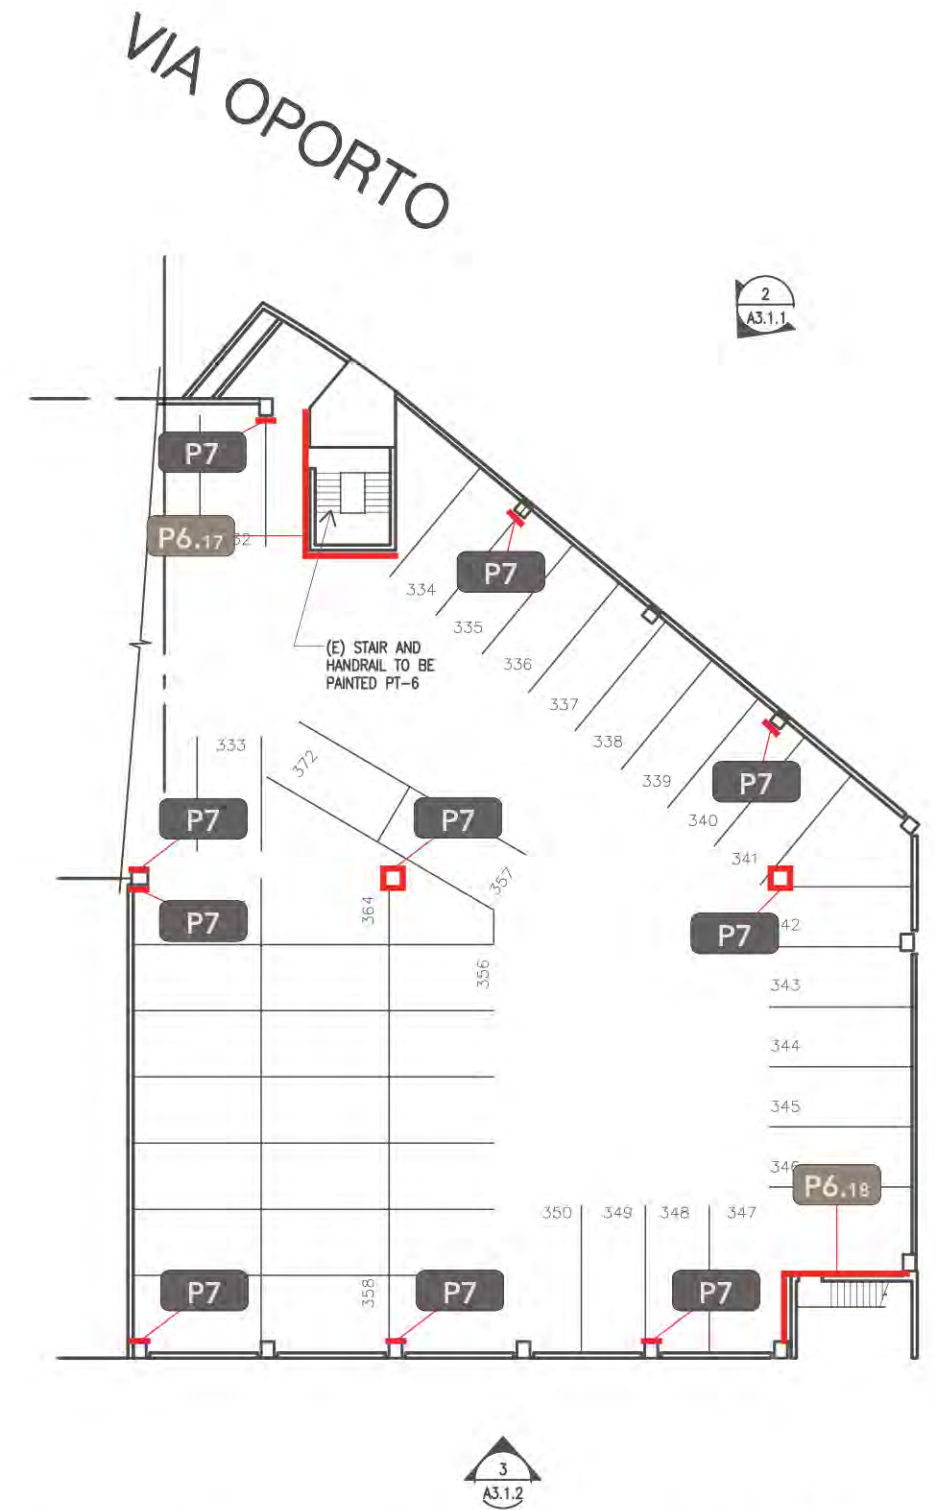 VIA OPORTO
2
A3.1.1
P7
P6.17
32
334
P7
335
(E) STAIR AND
HANDRAIL TO BE
PAINTED PT-6
336
337
333
372
338
339
P7
P7
P7
340
341
357
P7
364
P7
42
356
343
344
345
346
P6.18
350
349
348
347
P7
358
P7
P7
3
A3.1.2